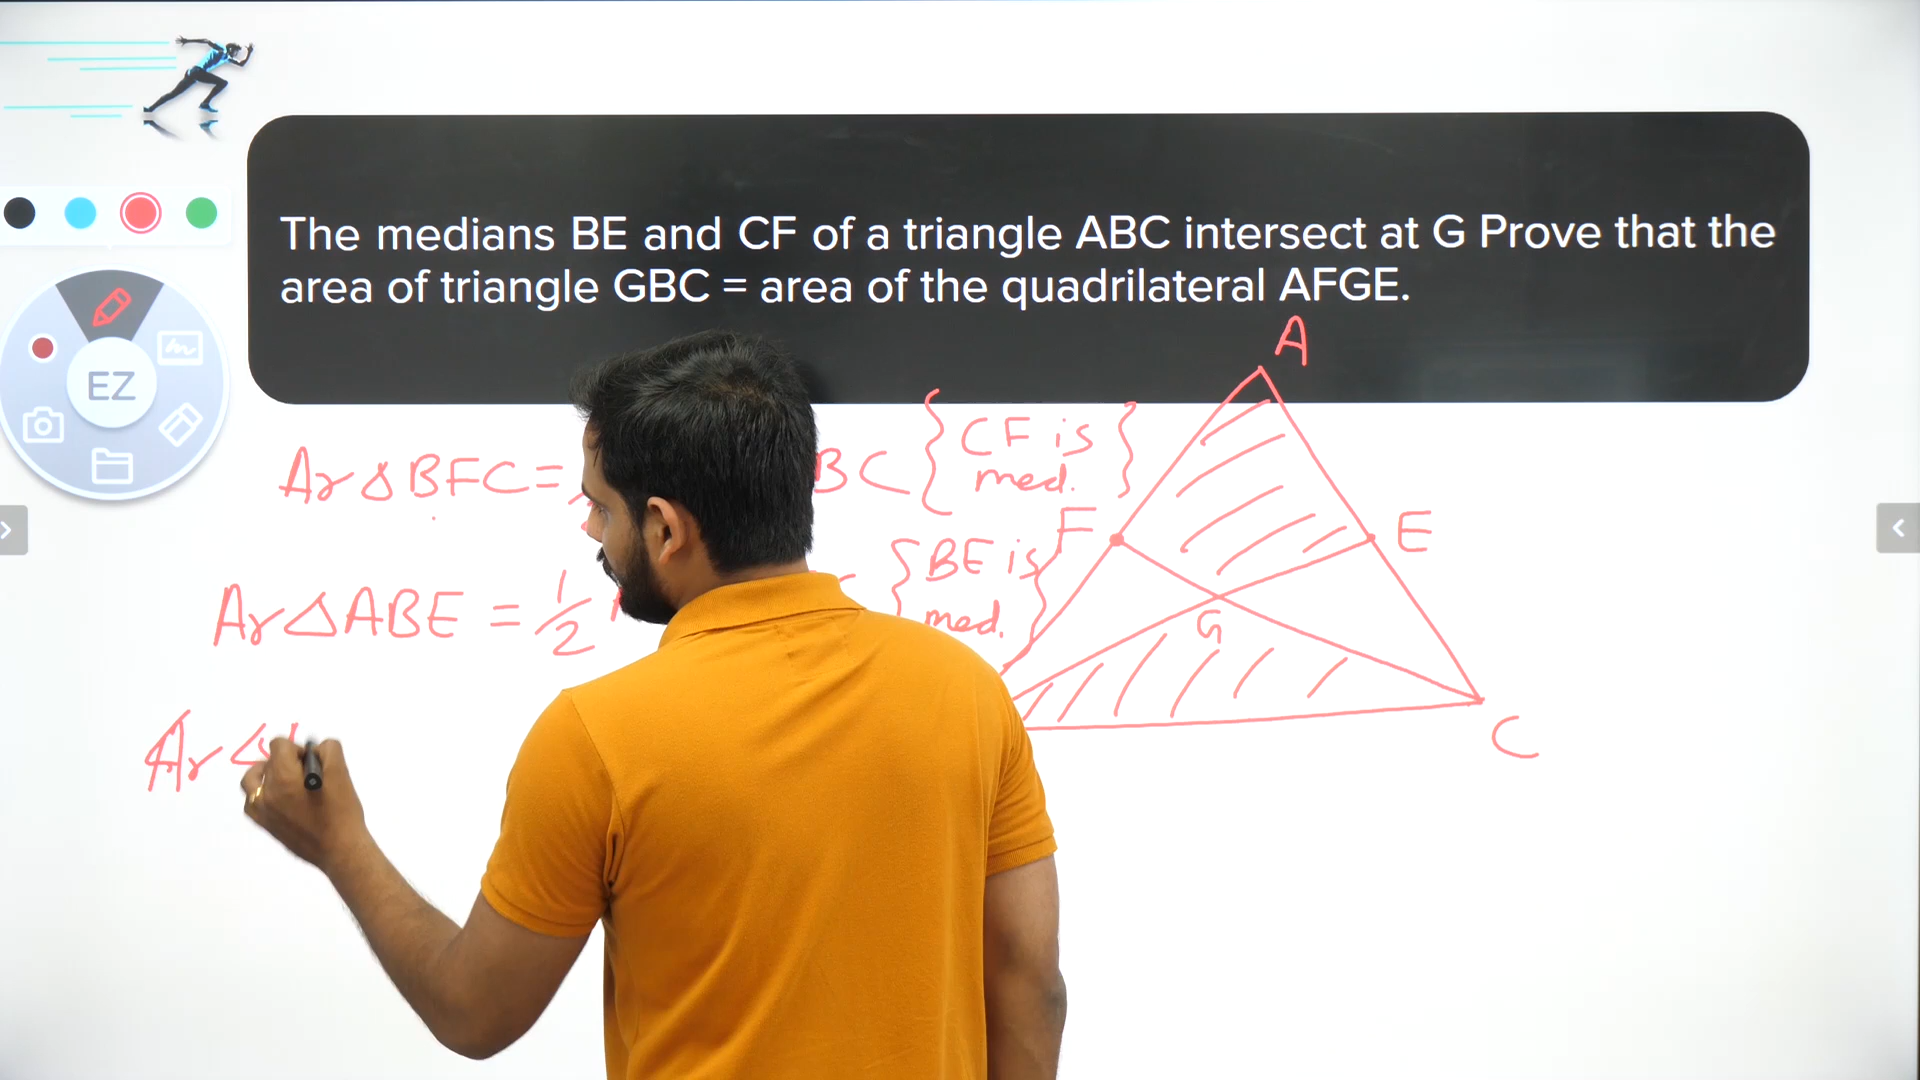 The medians BE and CF of a triangle ABC intersect at G Prove that the
area of triangle GBC = area of the quadrilateral AFGE.
EZ
A
Ar Δ BFC = BC { CF is
med. }
F
E
Ar Δ ABE = 1/2 { BE is
med. }
G
Ar Δ
C